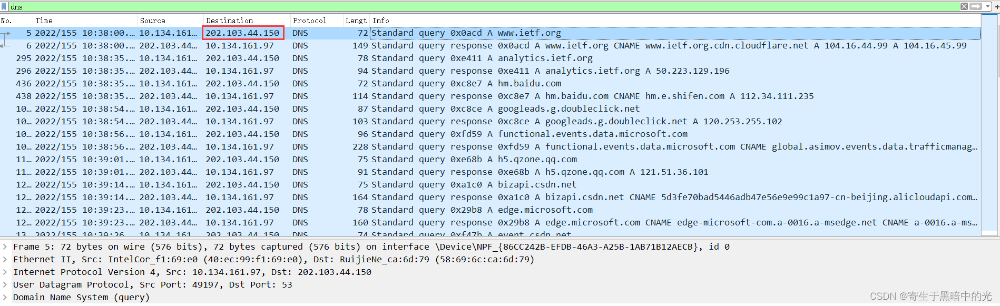 dns
No. Time Source Destination Protocol Lengt Info
5 2022/155 10:38:00.… 10.134.161… 202.103.44.150 DNS 72 Standard query 0x0acd A www.ietf.org
6 2022/155 10:38:00.… 202.103.44… 10.134.161.97 DNS 149 Standard query response 0x0acd A www.ietf.org CNAME www.ietf.org.cdn.cloudflare.net A 104.16.44.99 A 104.16.45.99
295 2022/155 10:38:35.… 10.134.161… 202.103.44.150 DNS 78 Standard query 0xe411 A analytics.ietf.org
296 2022/155 10:38:35.… 202.103.44… 10.134.161.97 DNS 94 Standard query response 0xe411 A analytics.ietf.org A 50.223.129.196
436 2022/155 10:38:35.… 10.134.161… 202.103.44.150 DNS 72 Standard query 0xc8e7 A hm.baidu.com
438 2022/155 10:38:35.… 202.103.44… 10.134.161.97 DNS 114 Standard query response 0xc8e7 A hm.baidu.com CNAME hm.e.shifen.com A 112.34.111.235
10… 2022/155 10:38:54.… 10.134.161… 202.103.44.150 DNS 87 Standard query 0xc8ce A googleads.g.doubleclick.net
10… 2022/155 10:38:54.… 202.103.44… 10.134.161.97 DNS 103 Standard query response 0xc8ce A googleads.g.doubleclick.net A 120.253.255.102
10… 2022/155 10:38:56.… 10.134.161… 202.103.44.150 DNS 96 Standard query 0xfd59 A functional.events.data.microsoft.com
10… 2022/155 10:38:56.… 202.103.44… 10.134.161.97 DNS 228 Standard query response 0xfd59 A functional.events.data.microsoft.com CNAME global.asimov.events.data.trafficmanag…
11… 2022/155 10:39:01.… 10.134.161… 202.103.44.150 DNS 75 Standard query 0xe68b A h5.qzone.qq.com
11… 2022/155 10:39:01.… 202.103.44… 10.134.161.97 DNS 91 Standard query response 0xe68b A h5.qzone.qq.com A 121.51.36.101
12… 2022/155 10:39:14.… 10.134.161… 202.103.44.150 DNS 75 Standard query 0xa1c0 A bizapi.csdn.net
12… 2022/155 10:39:14.… 202.103.44… 10.134.161.97 DNS 164 Standard query response 0xa1c0 A bizapi.csdn.net CNAME 5d3fe70bad5446adb47e56e9e99c1a97-cn-beijing.alicloudapi.com…
12… 2022/155 10:39:23.… 10.134.161… 202.103.44.150 DNS 78 Standard query 0x29b8 A edge.microsoft.com
12… 2022/155 10:39:23.… 202.103.44… 10.134.161.97 DNS 160 Standard query response 0x29b8 A edge.microsoft.com CNAME edge-microsoft-com.a-0016.a-msedge.net CNAME a-0016.a-ms…
13… 2022/155 10:39:26.… 10.134.161… 202.103.44.150 DNS 74 Standard query 0xf47b A event.csdn.net
Frame 5: 72 bytes on wire (576 bits), 72 bytes captured (576 bits) on interface \Device\NPF_{86CC242B-EFDB-46A3-A25B-1AB71B12AECB}, id 0
Ethernet II, Src: IntelCor_f1:69:e0 (40:ec:99:f1:69:e0), Dst: RuijieNe_ca:6d:79 (58:69:6c:ca:6d:79)
Internet Protocol Version 4, Src: 10.134.161.97, Dst: 202.103.44.150
User Datagram Protocol, Src Port: 49197, Dst Port: 53
Domain Name System (query)
CSDN @寄生于黑暗中的光